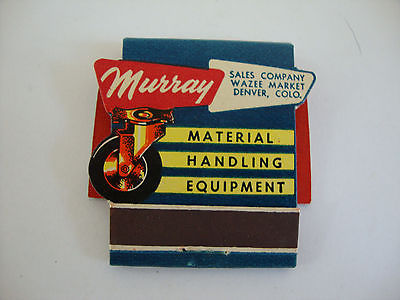 Murray
SALES COMPANY
WAZEE MARKET
DENVER, COLO.
MATERIAL
HANDLING
EQUIPMENT